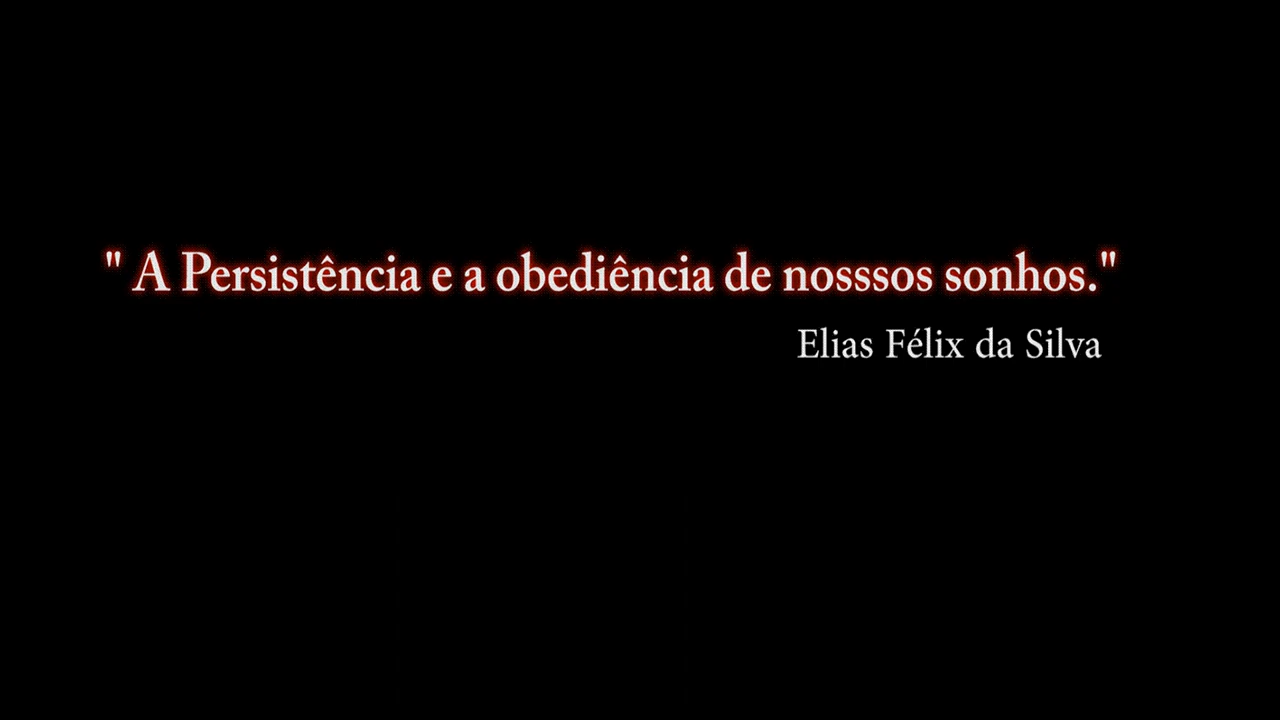 " A Persistência e a obediência de nosssos sonhos."
Elias Félix da Silva